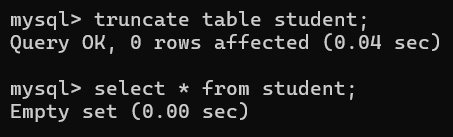 mysql> truncate table student;
Query OK, 0 rows affected (0.04 sec)
mysql> select * from student;
Empty set (0.00 sec)